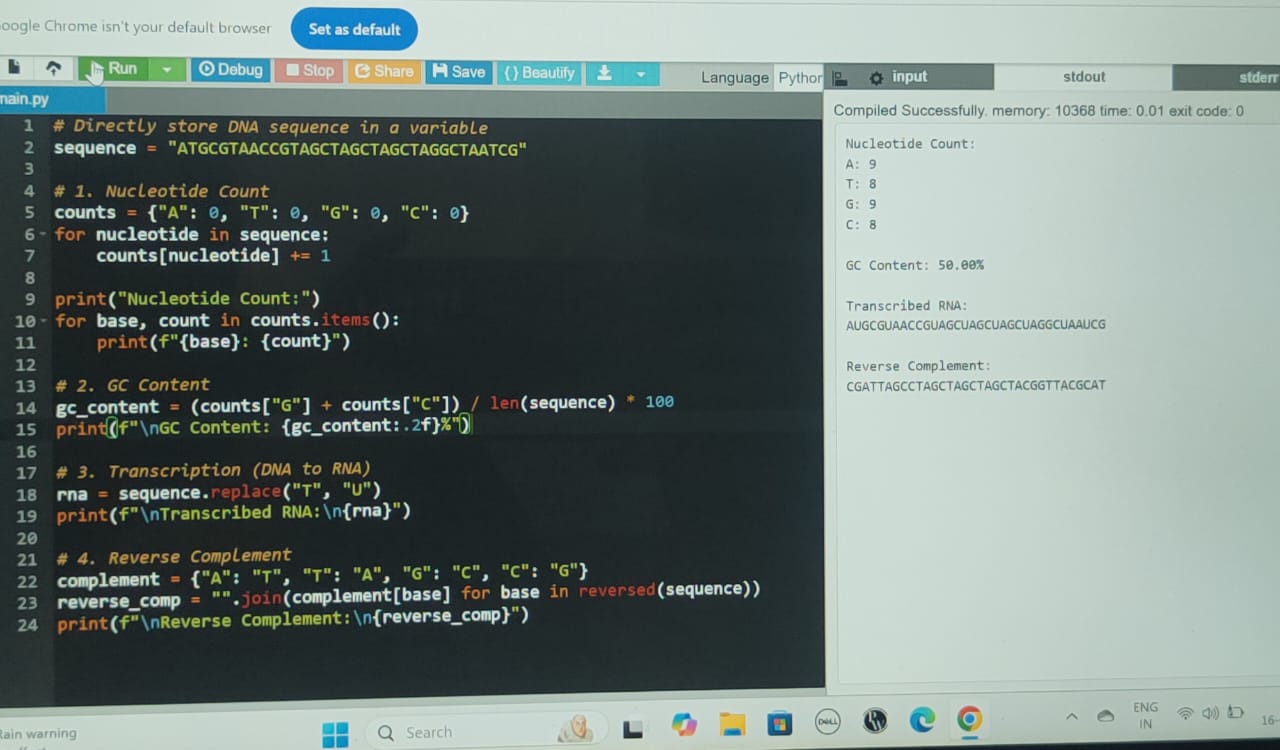 oogle Chrome isn't your default browser
Set as default
Run
Debug
Stop
Share
Save
{ } Beautify
Language
Python
input
stdout
stderr
main.py
Compiled Successfully. memory: 10368 time: 0.01 exit code: 0
1 # Directly store DNA sequence in a variable
2 sequence = "ATGCGTAACCGTAGCTAGCTAGCTAGGCTAATCG"
3
4 # 1. Nucleotide Count
5 counts = {"A": 0, "T": 0, "G": 0, "C": 0}
6 for nucleotide in sequence:
7 counts[nucleotide] += 1
8
9 print("Nucleotide Count:")
10 for base, count in counts.items():
11 print(f"{base}: {count}")
12
13 # 2. GC Content
14 gc_content = (counts["G"] + counts["C"]) / len(sequence) * 100
15 print(f"\nGC Content: {gc_content:.2f}%")
16
17 # 3. Transcription (DNA to RNA)
18 rna = sequence.replace("T", "U")
19 print(f"\nTranscribed RNA:\n{rna}")
20
21 # 4. Reverse Complement
22 complement = {"A": "T", "T": "A", "G": "C", "C": "G"}
23 reverse_comp = "".join(complement[base] for base in reversed(sequence))
24 print(f"\nReverse Complement:\n{reverse_comp}")
Nucleotide Count:
A: 9
T: 8
G: 9
C: 8
GC Content: 50.00%
Transcribed RNA:
AUGCGUAACCGUAGCUAGCUAGCUAGGCUAAUCG
Reverse Complement:
CGATTAGCCTAGCTAGCTAGCTACGGTTACGCAT
Rain warning
Search
DELL
ENG
IN
16-